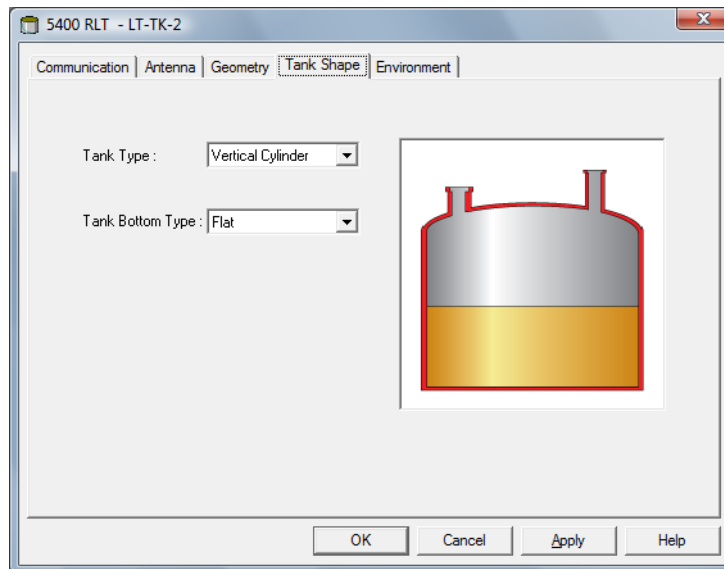 5400 RLT - LT-TK-2
Communication Antenna Geometry Tank Shape Environment
Tank Type : Vertical Cylinder
Tank Bottom Type : Flat
OK Cancel Apply Help